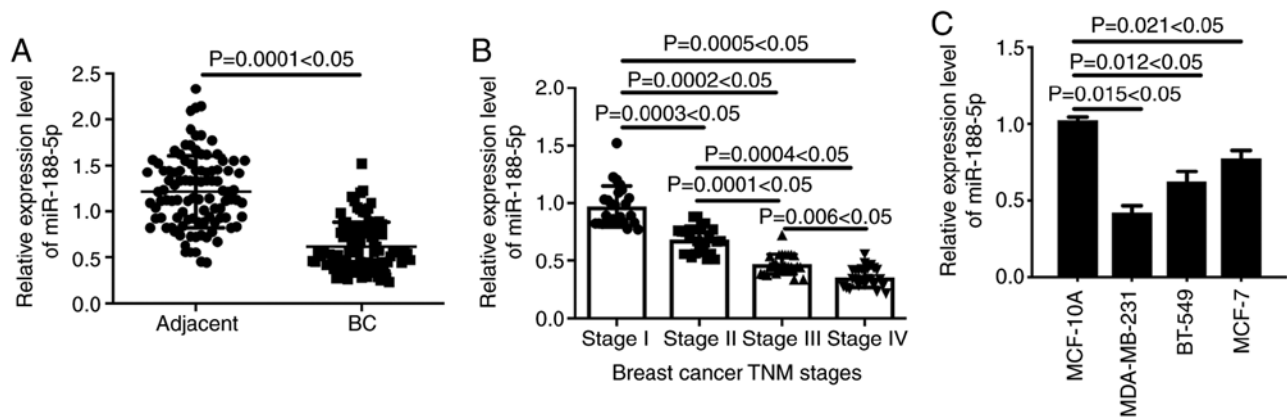 A
Relative expression level
of miR-188-5p
2.5
2.0
1.5
1.0
0.5
0.0
P=0.0001<0.05
Adjacent
BC
B
Relative expression level
of miR-188-5p
2.0
1.5
1.0
0.5
0.0
P=0.0005<0.05
P=0.0002<0.05
P=0.0003<0.05
P=0.0004<0.05
P=0.0001<0.05
P=0.006<0.05
Stage I
Stage II
Stage III
Stage IV
Breast cancer TNM stages
C
Relative expression level
of miR-188-5p
1.5
1.0
0.5
0.0
P=0.021<0.05
P=0.012<0.05
P=0.015<0.05
MCF-10A
MDA-MB-231
BT-549
MCF-7